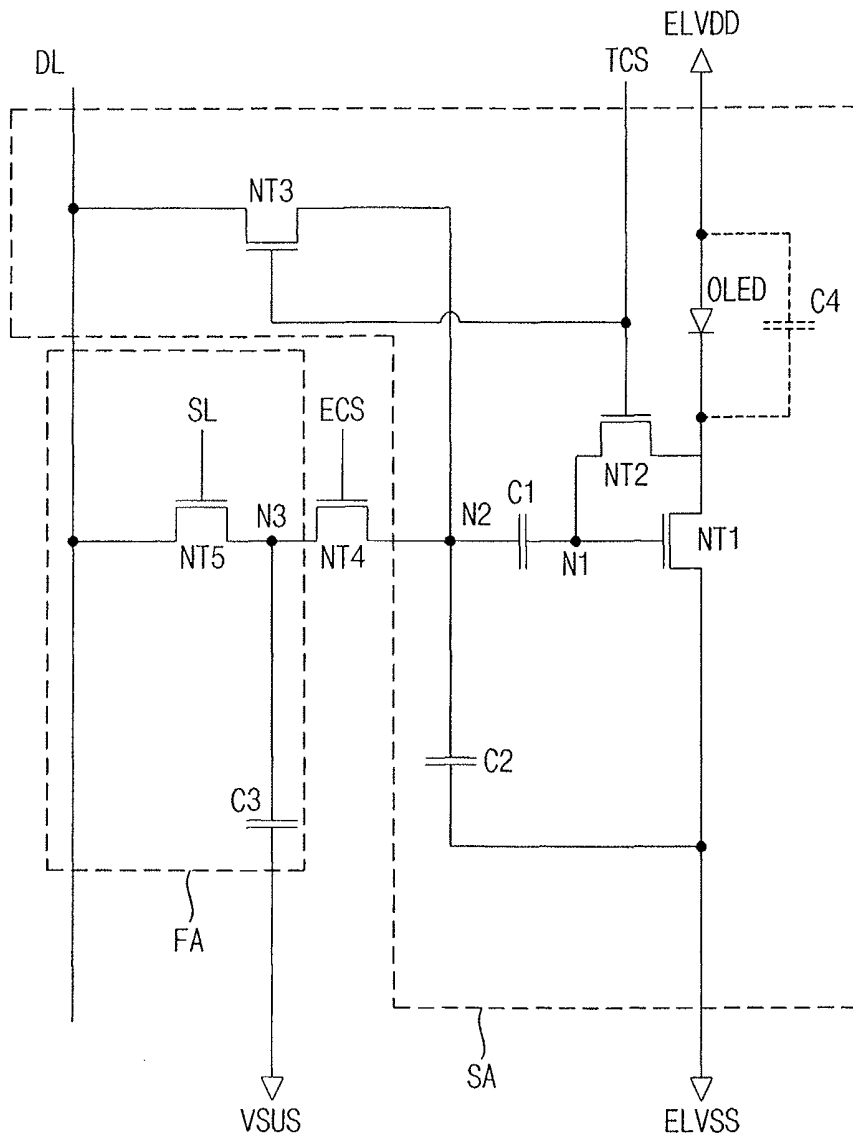 ELVDD
DL
TCS
NT3
OLED
C4
SL
ECS
NT2
C1
N3
N2
NT5
NT4
N1
NT1
C2
C3
FA
SA
VSUS
ELVSS